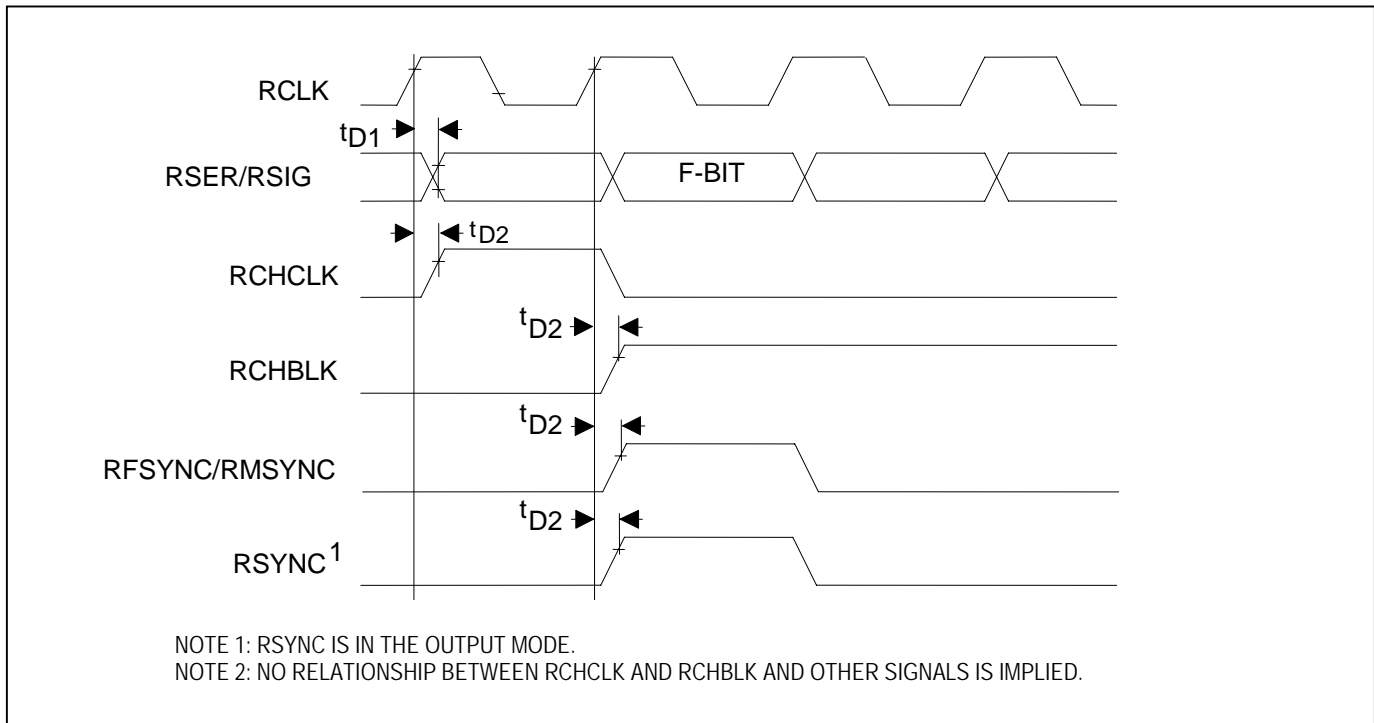 RCLK
tD1
RSER/RSIG
F-BIT
tD2
RCHCLK
tD2
RCHBLK
tD2
RFSYNC/RMSYNC
tD2
RSYNC1
NOTE 1: RSYNC IS IN THE OUTPUT MODE.
NOTE 2: NO RELATIONSHIP BETWEEN RCHCLK AND RCHBLK AND OTHER SIGNALS IS IMPLIED.